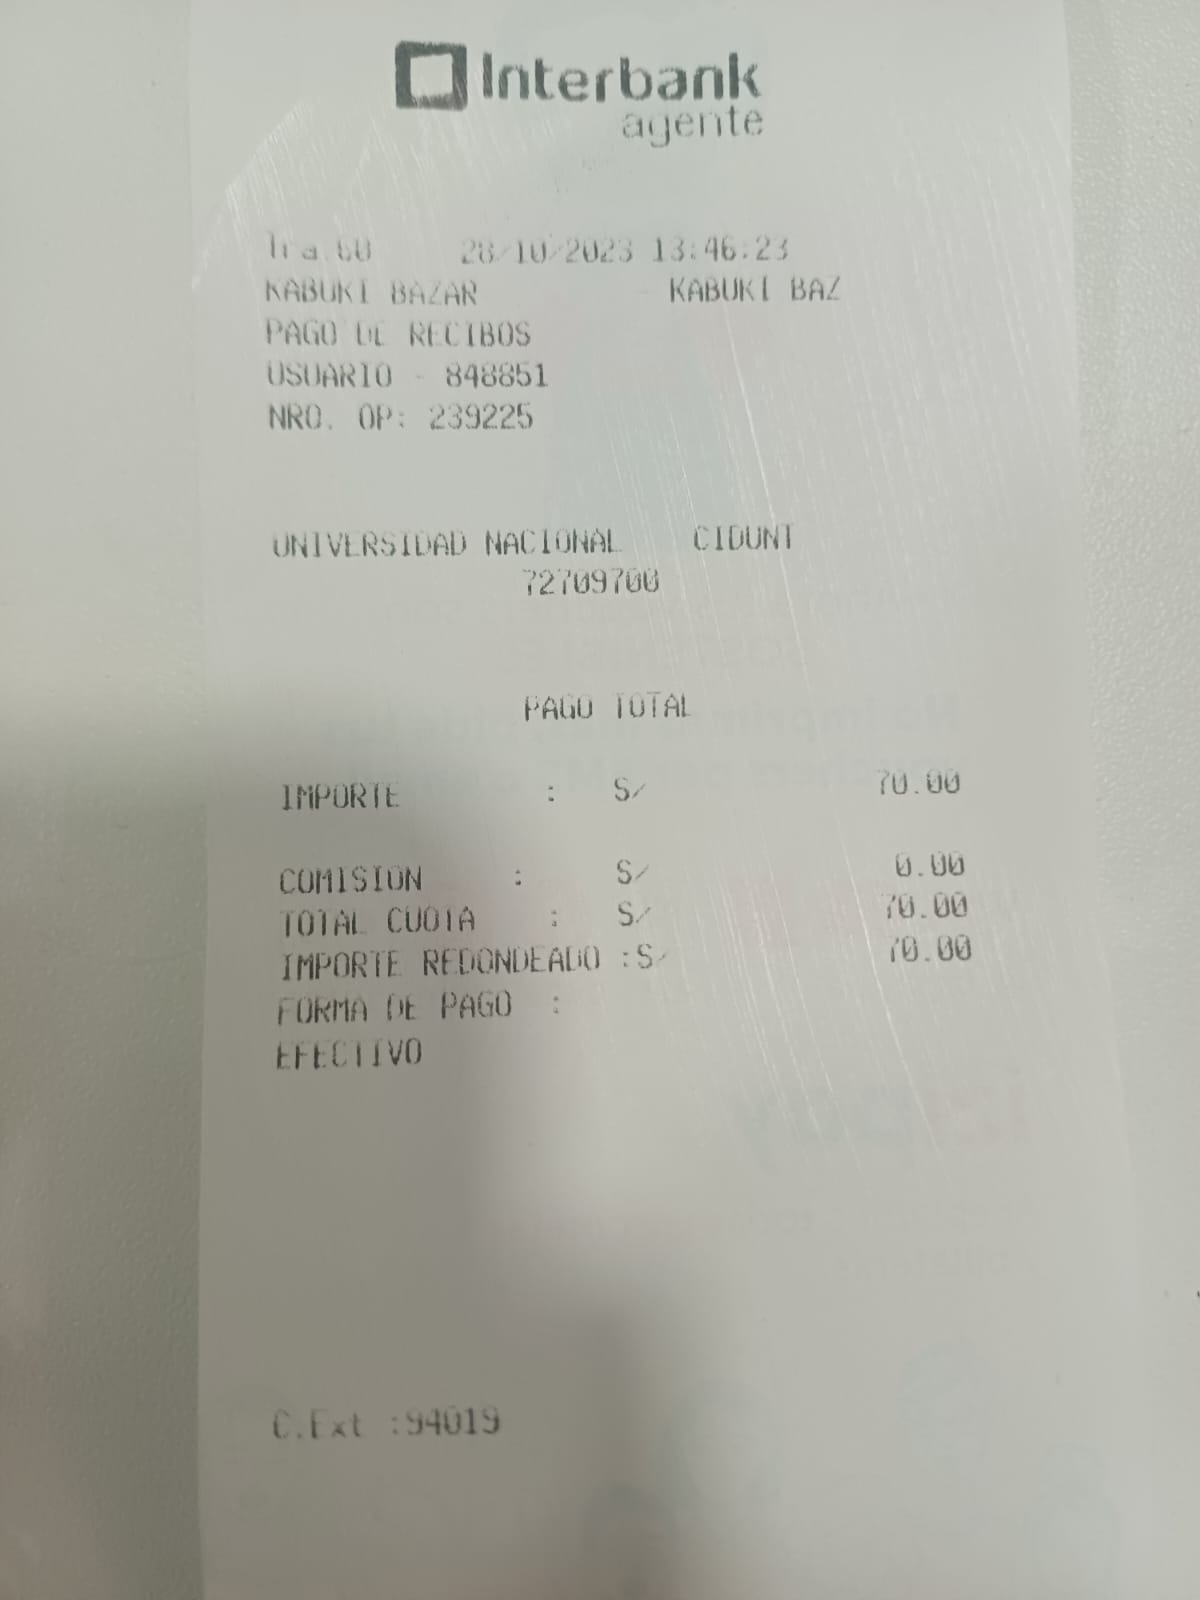 Interbank
agente
Tra.60 28/10/2023 13:46:23
KABUKI BAZAR - KABUKI BAZ
PAGO DE RECIBOS
USUARIO - 848851
NRO. OP: 239225
UNIVERSIDAD NACIONAL CIDUNT
72709700
PAGO TOTAL
IMPORTE : S/ 70.00
COMISION : S/ 0.00
TOTAL CUOTA : S/ 70.00
IMPORTE REDONDEADO :S/ 70.00
FORMA DE PAGO :
EFECTIVO
C.Ext :94019